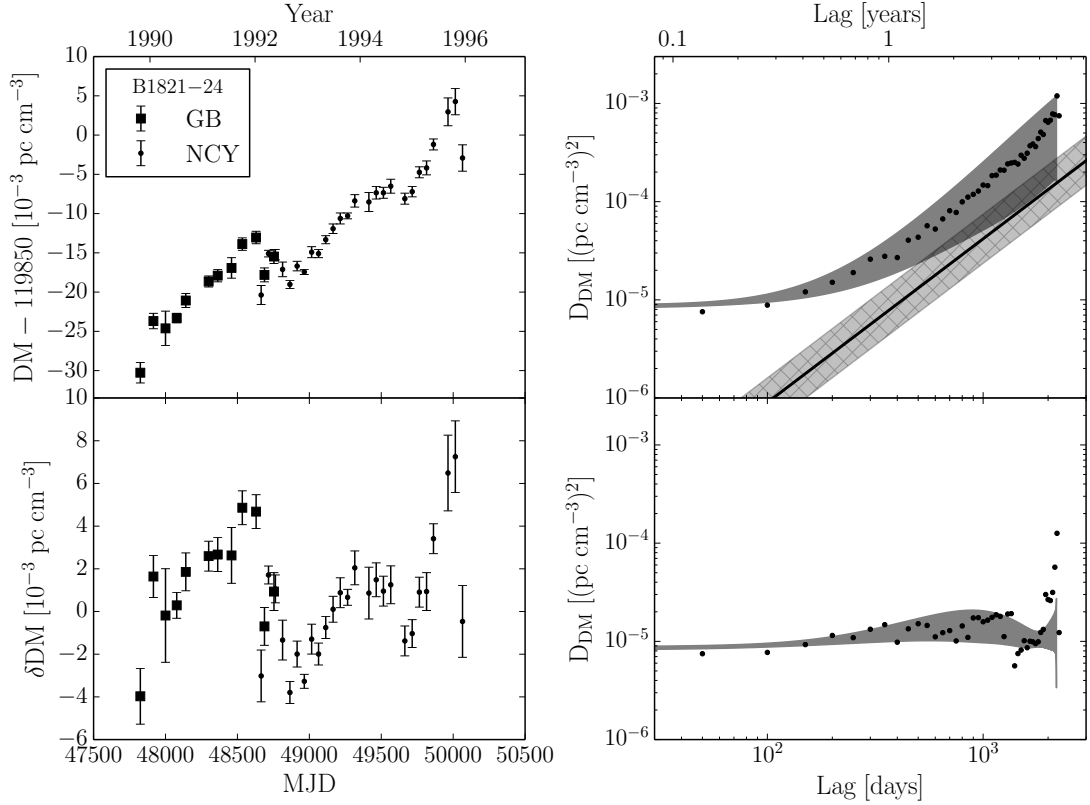 Year
1990 1992 1994 1996
10
5
0
−5
−10
−15
−20
−25
−30
DM − 119850 [10⁻³ pc cm⁻³]
B1821−24
GB
NCY
10
8
6
4
2
0
−2
−4
−6
δDM [10⁻³ pc cm⁻³]
47500 48000 48500 49000 49500 50000 50500
MJD
Lag [years]
0.1 1
10⁻³
10⁻⁴
10⁻⁵
10⁻⁶
D_DM [(pc cm⁻³)²]
10⁻³
10⁻⁴
10⁻⁵
10⁻⁶
D_DM [(pc cm⁻³)²]
10² 10³
Lag [days]